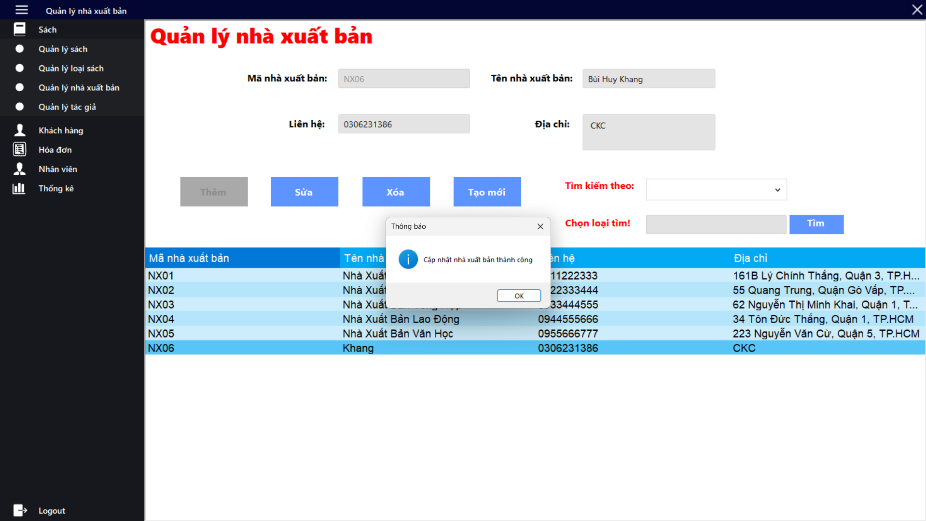 Quản lý nhà xuất bản
Sách
Quản lý sách
Quản lý loại sách
Quản lý nhà xuất bản
Quản lý tác giả
Khách hàng
Hóa đơn
Nhân viên
Thống kê
Logout
Quản lý nhà xuất bản
Mã nhà xuất bản: NX06 Tên nhà xuất bản: Bùi Huy Khang
Liên hệ: 0306231386 Địa chỉ: CKC
Thêm Sửa Xóa Tạo mới
Tìm kiếm theo:
Chọn loại tìm! Tìm
Thông báo
Cập nhật nhà xuất bản thành công
OK
Mã nhà xuất bản Tên nhà hệ Địa chỉ
NX01 Nhà Xuất 11222333 161B Lý Chính Thắng, Quận 3, TP.H...
NX02 Nhà Xuất 22333444 55 Quang Trung, Quận Gò Vấp, TP....
NX03 Nhà Xuất 33444555 62 Nguyễn Thị Minh Khai, Quận 1, T...
NX04 Nhà Xuất Bản Lao Động 0944555666 34 Tôn Đức Thắng, Quận 1, TP.HCM
NX05 Nhà Xuất Bản Văn Học 0955666777 223 Nguyễn Văn Cừ, Quận 5, TP.HCM
NX06 Khang 0306231386 CKC